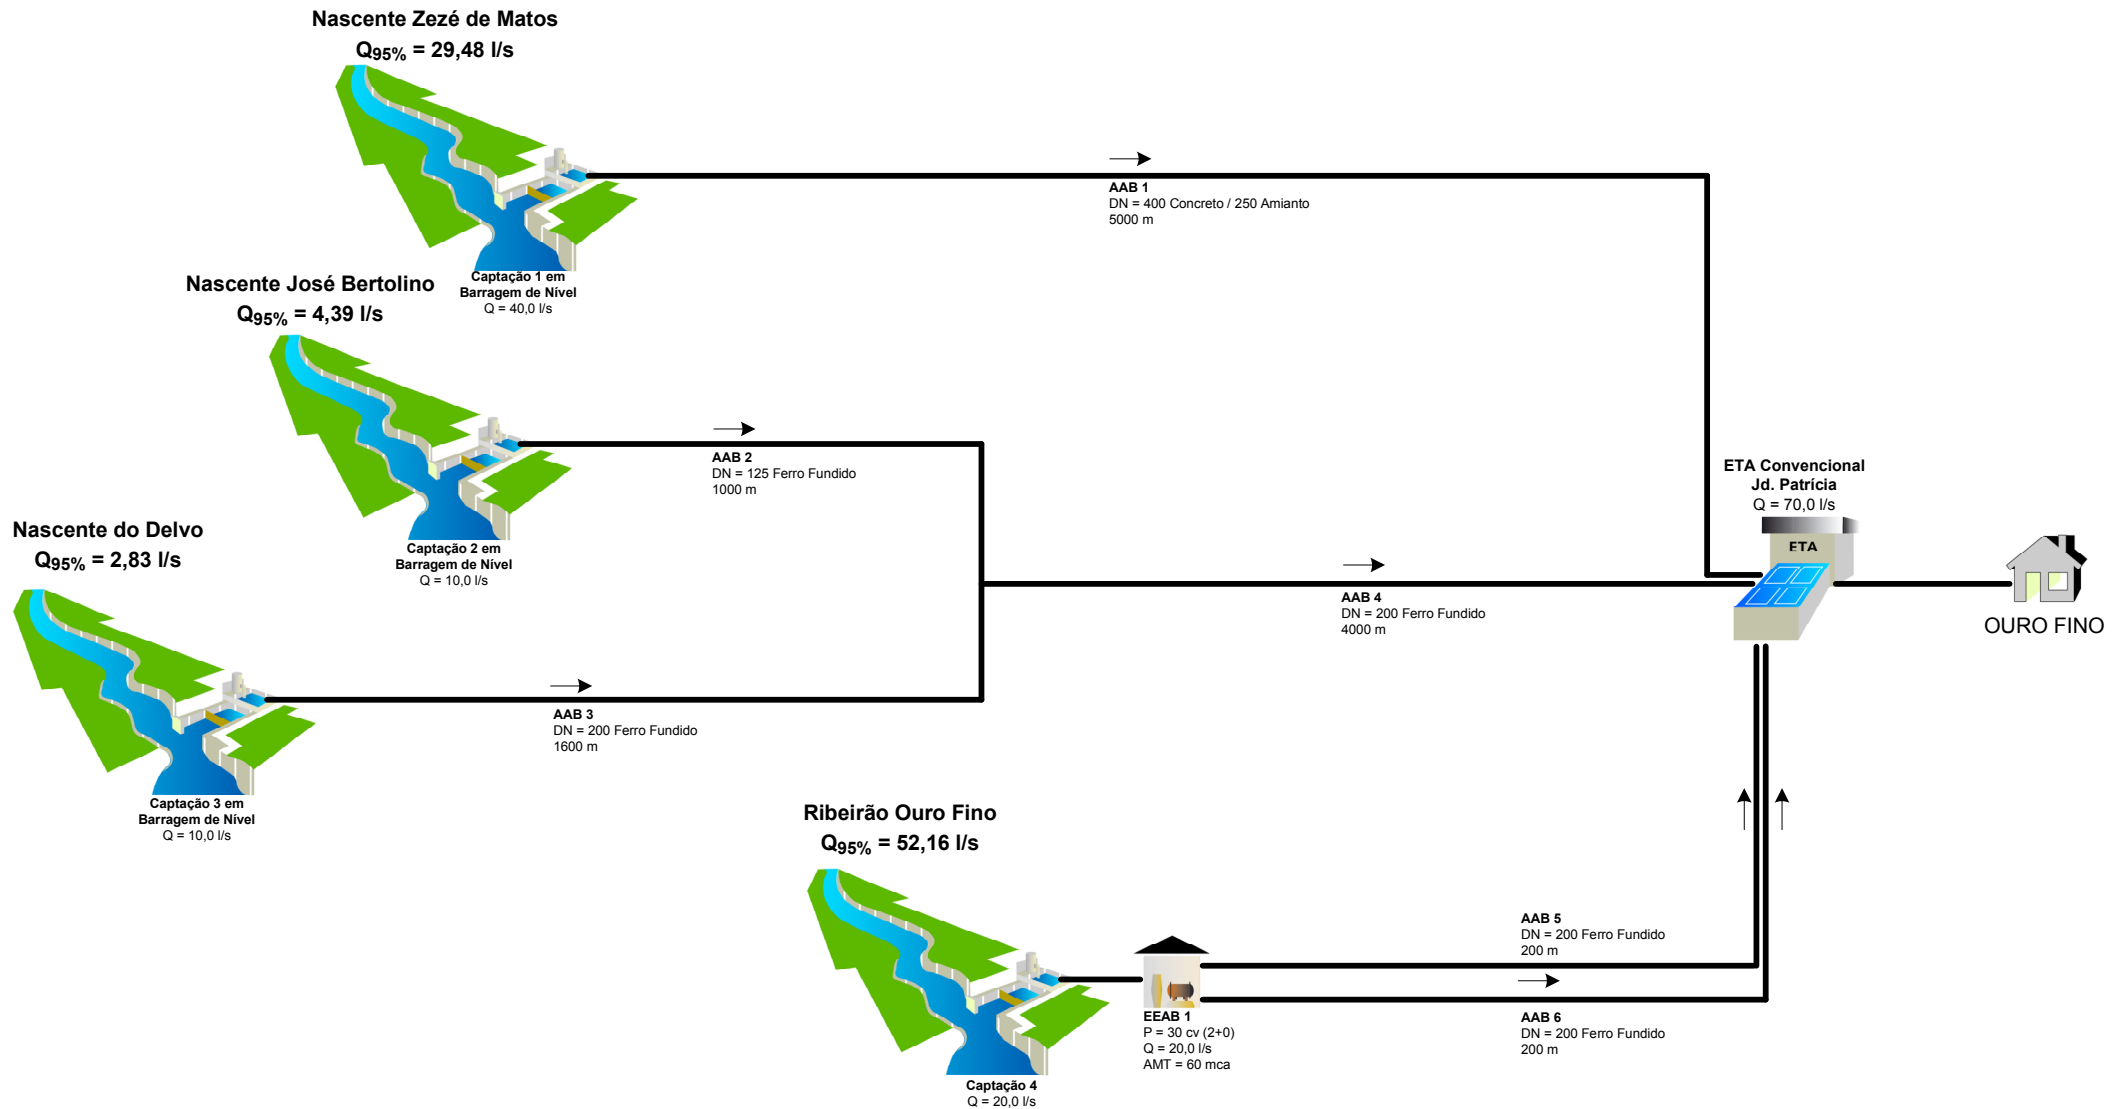 Nascente Zezé de Matos
Q95% = 29,48 l/s
AAB 1
DN = 400 Concreto / 250 Amianto
5000 m
Captação 1 em
Barragem de Nível
Q = 40,0 l/s
Nascente José Bertolino
Q95% = 4,39 l/s
AAB 2
DN = 125 Ferro Fundido
1000 m
Captação 2 em
Barragem de Nível
Q = 10,0 l/s
ETA Convencional
Jd. Patrícia
Q = 70,0 l/s
ETA
OURO FINO
Nascente do Delvo
Q95% = 2,83 l/s
AAB 4
DN = 200 Ferro Fundido
4000 m
AAB 3
DN = 200 Ferro Fundido
1600 m
Captação 3 em
Barragem de Nível
Q = 10,0 l/s
Ribeirão Ouro Fino
Q95% = 52,16 l/s
AAB 5
DN = 200 Ferro Fundido
200 m
EEAB 1
P = 30 cv (2+0)
Q = 20,0 l/s
AMT = 60 mca
AAB 6
DN = 200 Ferro Fundido
200 m
Captação 4
Q = 20,0 l/s